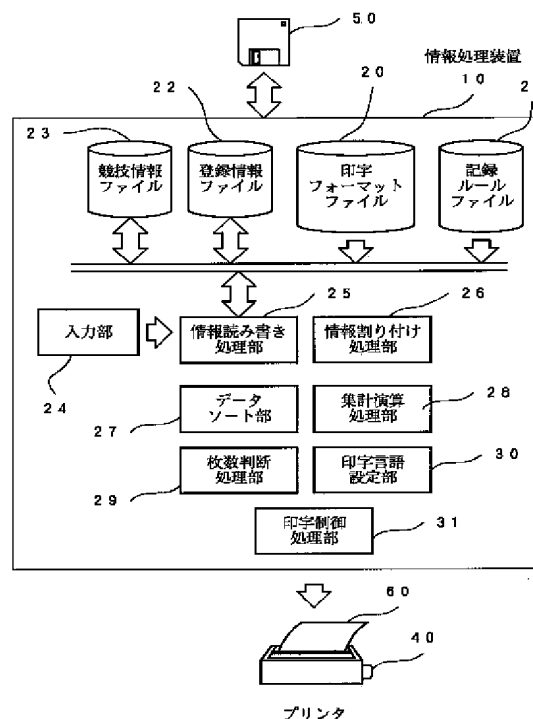 50
情報処理装置
10
23
22
20
2
競技情報
ファイル
登録情報
ファイル
印字
フォーマット
ファイル
記録
ルール
ファイル
25
26
入力部
24
情報読み書き
処理部
情報割り付け
処理部
27
データ
ソート部
集計演算
処理部
28
29
枚数判断
処理部
印字言語
設定部
30
印字制御
処理部
31
60
40
プリンタ